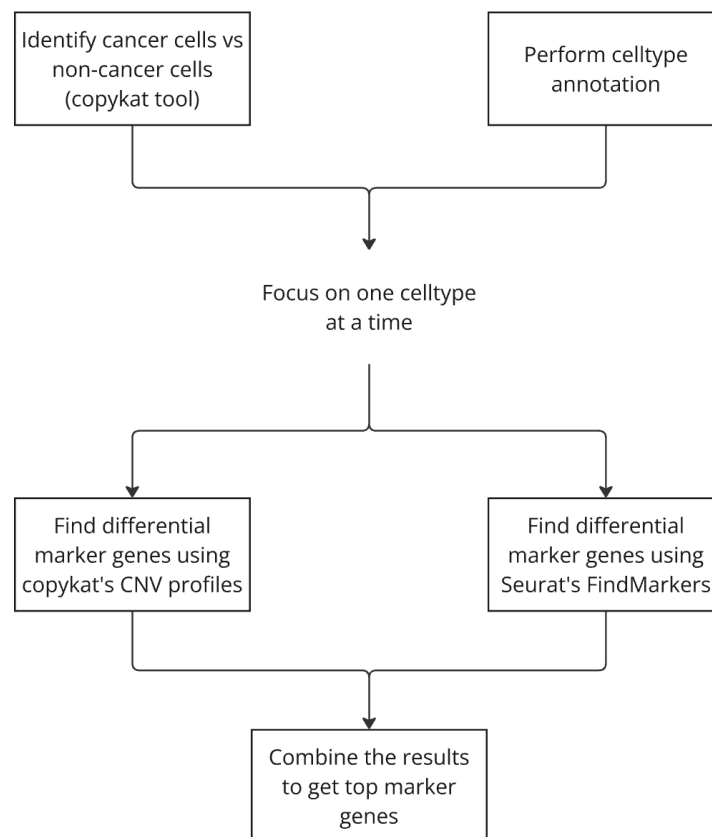 Identify cancer cells vs
non-cancer cells
(copykat tool)
Perform celltype
annotation
Focus on one celltype
at a time
Find differential
marker genes using
copykat's CNV profiles
Find differential
marker genes using
Seurat's FindMarkers
Combine the results
to get top marker
genes